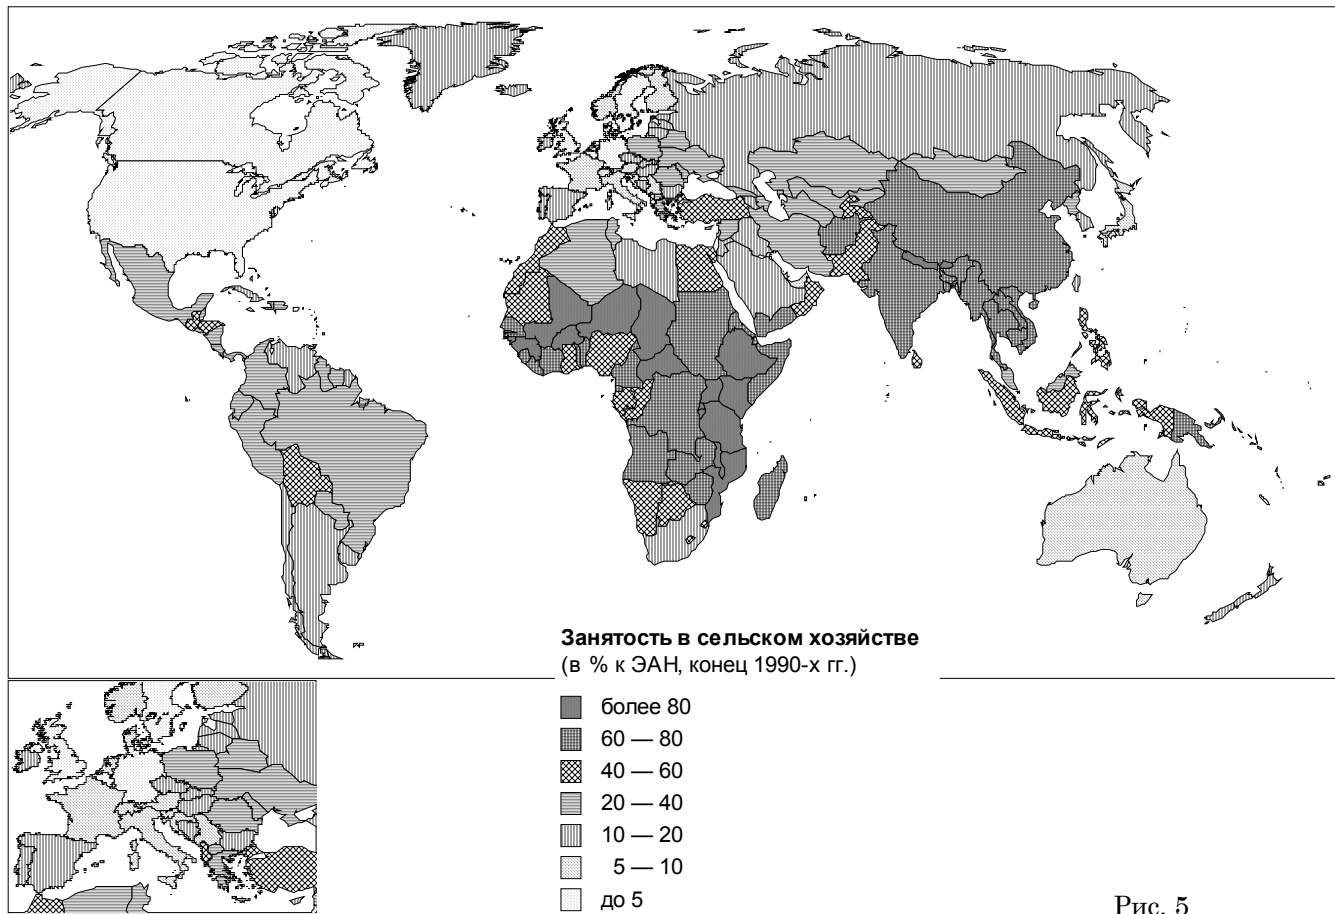 Занятость в сельском хозяйстве
(в % к ЭАН, конец 1990-х гг.)
более 80
60 — 80
40 — 60
20 — 40
10 — 20
5 — 10
до 5
Рис. 5